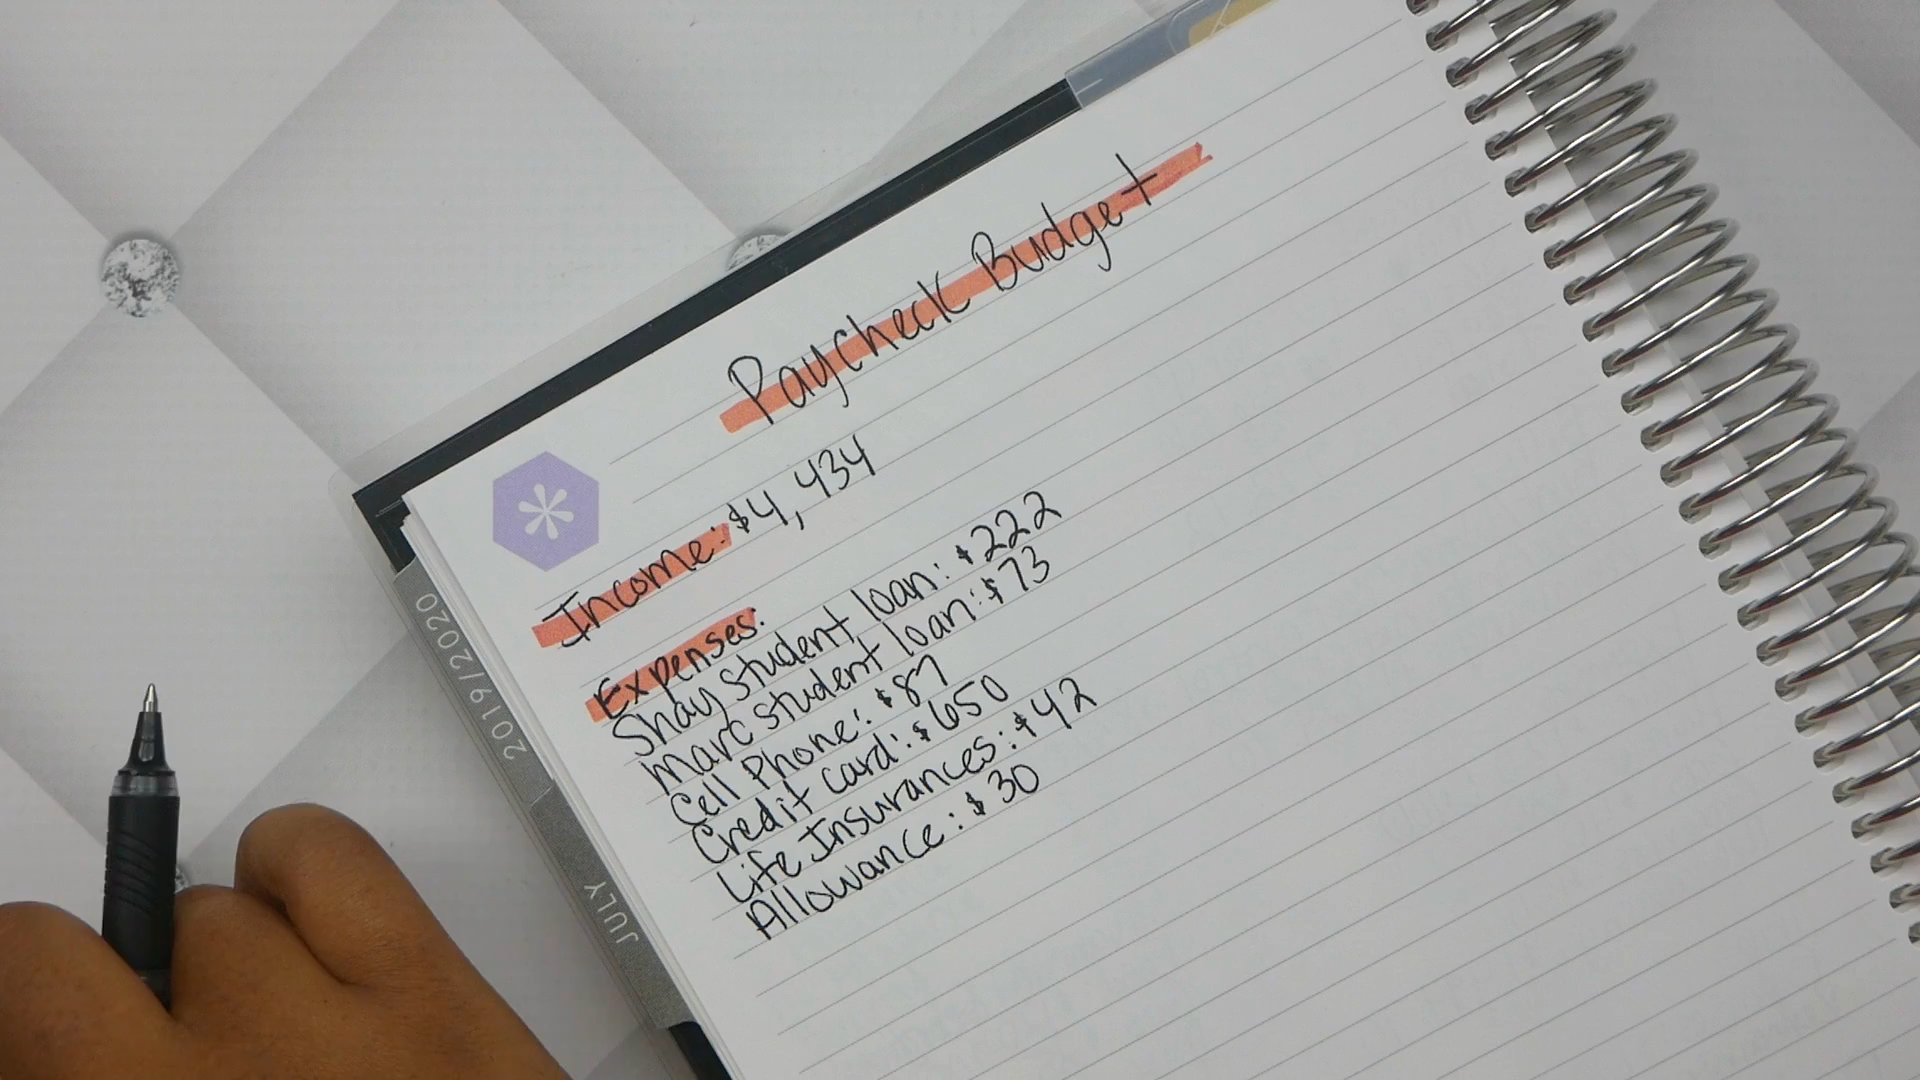 Paycheck Budget
Income: $4,434
Expenses:
Shay Student loan: $222
Marc student loan: $73
Cell Phone: $87
Credit card: $650
Life Insurances: $42
Allowance: $30
2019/2020
JULY